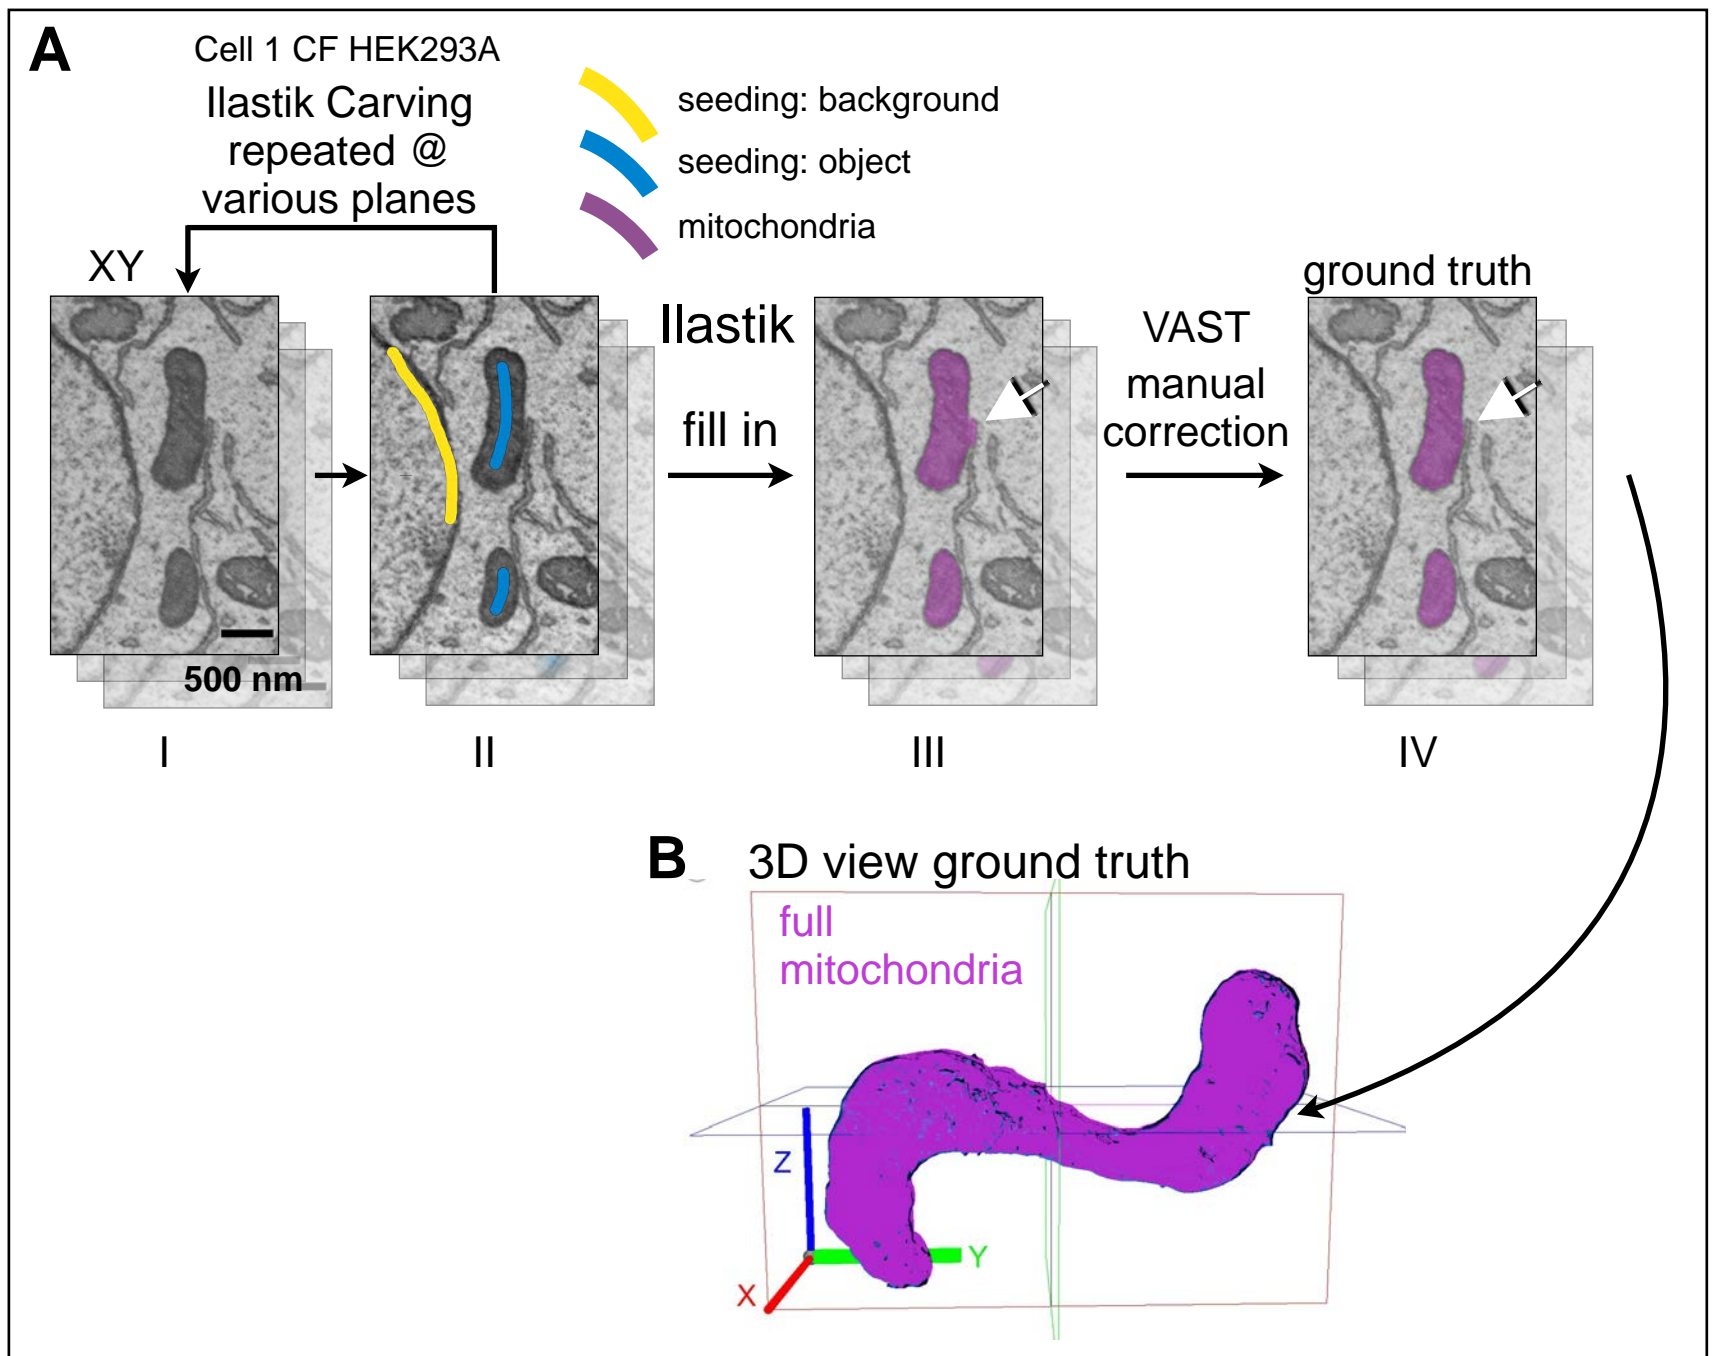 A
Cell 1 CF HEK293A
Ilastik Carving
repeated @
various planes
seeding: background
seeding: object
mitochondria
XY
Ilastik
fill in
VAST
manual
correction
ground truth
500 nm
I
II
III
IV
B
3D view ground truth
full
mitochondria
Z
Y
X